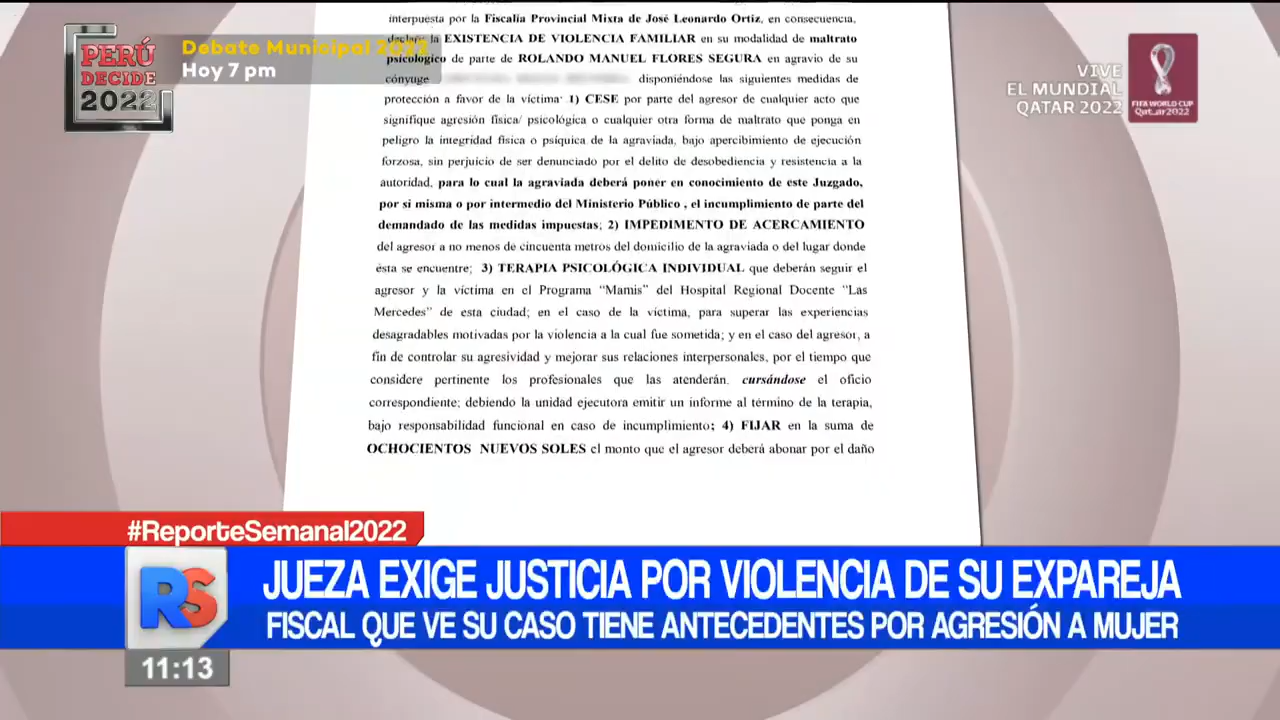 interpuesta por la Fiscalía Provincial Mixta de José Leonardo Ortiz, en consecuencia,
declara la EXISTENCIA DE VIOLENCIA FAMILIAR en su modalidad de maltrato
psicológico de parte de ROLANDO MANUEL FLORES SEGURA en agravio de su
cónyuge disponiéndose las siguientes medidas de
protección a favor de la víctima: 1) CESE por parte del agresor de cualquier acto que
signifique agresión física/ psicológica o cualquier otra forma de maltrato que ponga en
peligro la integridad física o psíquica de la agraviada, bajo apercibimiento de ejecución
forzosa, sin perjuicio de ser denunciado por el delito de desobediencia y resistencia a la
autoridad, para lo cual la agraviada deberá poner en conocimiento de este Juzgado,
por si misma o por intermedio del Ministerio Público , el incumplimiento de parte del
demandado de las medidas impuestas; 2) IMPEDIMENTO DE ACERCAMIENTO
del agresor a no menos de cincuenta metros del domicilio de la agraviada o del lugar donde
ésta se encuentre; 3) TERAPIA PSICOLÓGICA INDIVIDUAL que deberán seguir el
agresor y la víctima en el Programa “Mamis” del Hospital Regional Docente “Las
Mercedes” de esta ciudad; en el caso de la víctima, para superar las experiencias
desagradables motivadas por la violencia a la cual fue sometida; y en el caso del agresor, a
fin de controlar su agresividad y mejorar sus relaciones interpersonales, por el tiempo que
considere pertinente los profesionales que las atenderán. cursándose el oficio
correspondiente; debiendo la unidad ejecutora emitir un informe al término de la terapia,
bajo responsabilidad funcional en caso de incumplimiento; 4) FIJAR en la suma de
OCHOCIENTOS NUEVOS SOLES el monto que el agresor deberá abonar por el daño
PERÚ
DECIDE
2022
Debate Municipal 2022
Hoy 7 pm
VIVE
EL MUNDIAL
QATAR 2022
FIFA WORLD CUP
Qatar2022
#ReporteSemanal2022
RS
JUEZA EXIGE JUSTICIA POR VIOLENCIA DE SU EXPAREJA
FISCAL QUE VE SU CASO TIENE ANTECEDENTES POR AGRESIÓN A MUJER
11:13